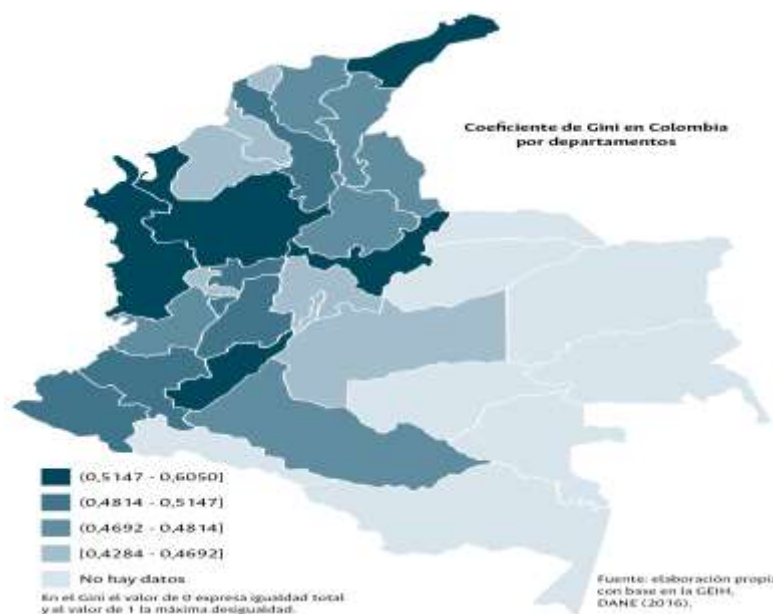 Coeficiente de Gini en Colombia
por departamentos
(0,5147 - 0,6050]
(0,4814 - 0,5147]
(0,4692 - 0,4814]
[0,4284 - 0,4692]
No hay datos
En el Gini el valor de 0 expresa igualdad total
y el valor de 1 la máxima desigualdad.
Fuente: elaboración propia
con base en la GEIH,
DANE (2016).